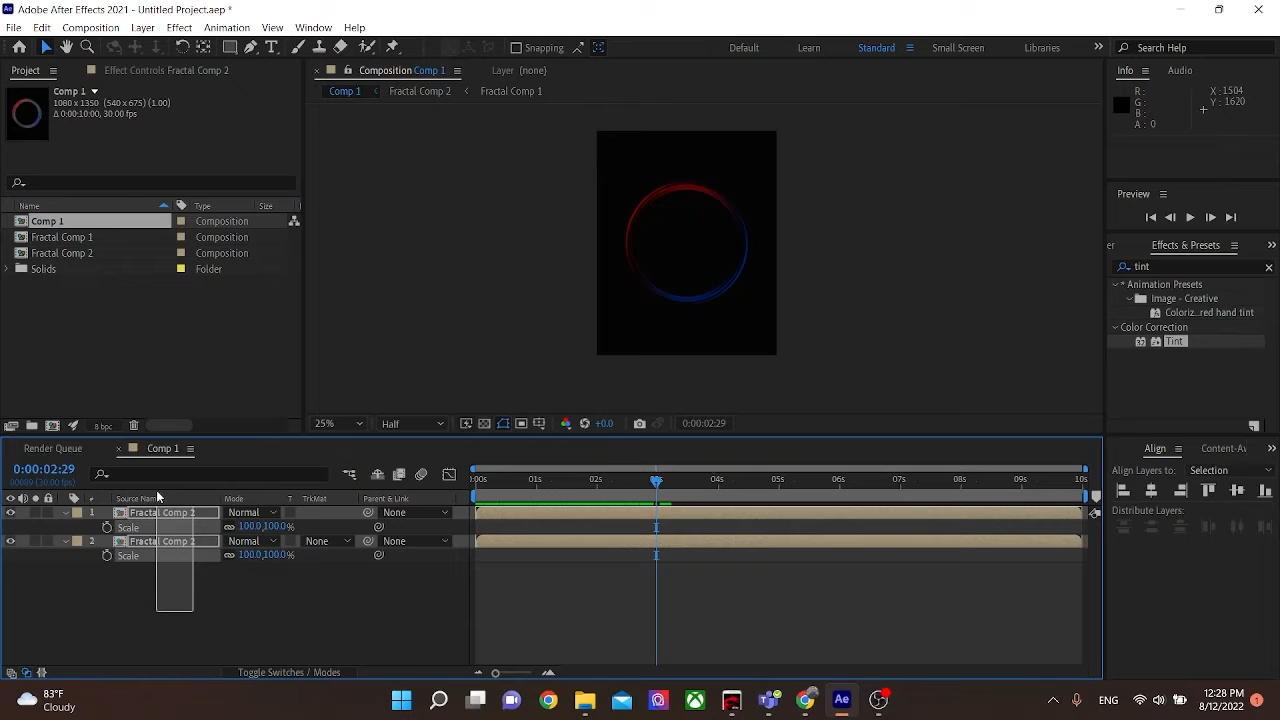 Adobe After Effects 2021 - Untitled Project.aep *
File Edit Composition Layer Effect Animation View Window Help
Snapping Default Learn Standard Small Screen Libraries Search Help
Project Effect Controls Fractal Comp 2 Composition Comp 1 Layer (none) Info Audio
Comp 1 Fractal Comp 2 Fractal Comp 1
Comp 1
1080 x 1350 (540 x 675) (1.00)
Δ 0:00:10:00, 30.00 fps
R: X: 1504
G: Y: 1620
B:
A: 0
Preview
Name Type Size
Comp 1 Composition
Fractal Comp 1 Composition
Fractal Comp 2 Composition
Solids Folder
Effects & Presets
tint
Animation Presets
Image - Creative
Coloriz...red hand tint
Color Correction
Tint
8 bpc
25% Half +0.0 0:00:02:29
Render Queue Comp 1
0:00:02:29
00089 (30.00 fps)
:00s 01s 02s 03s 04s 05s 06s 07s 08s 09s 10s
# Source Name Mode T TrkMat Parent & Link
1 Fractal Comp 2 Normal None
Scale 100.0,100.0%
2 Fractal Comp 2 Normal None None
Scale 100.0,100.0%
Toggle Switches / Modes
Align Content-Av
Align Layers to: Selection
Distribute Layers:
83°F
Cloudy
ENG
12:28 PM
8/12/2022
1